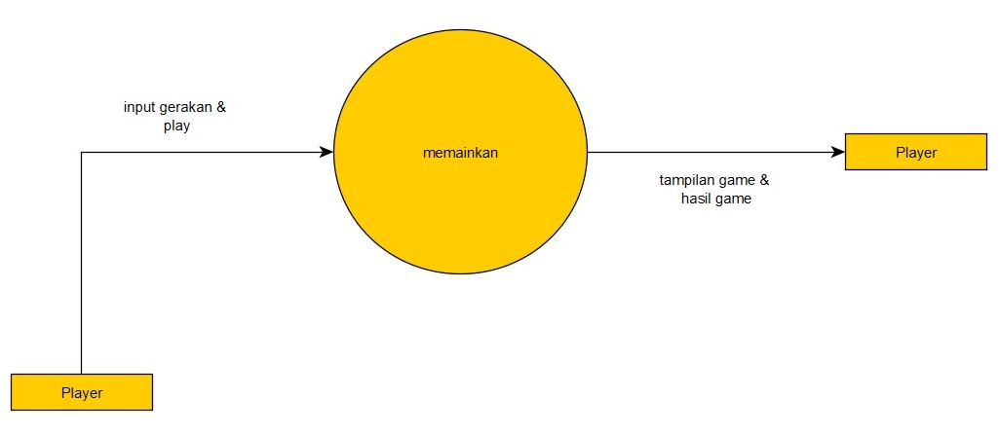 input gerakan &
play
memainkan
Player
tampilan game &
hasil game
Player